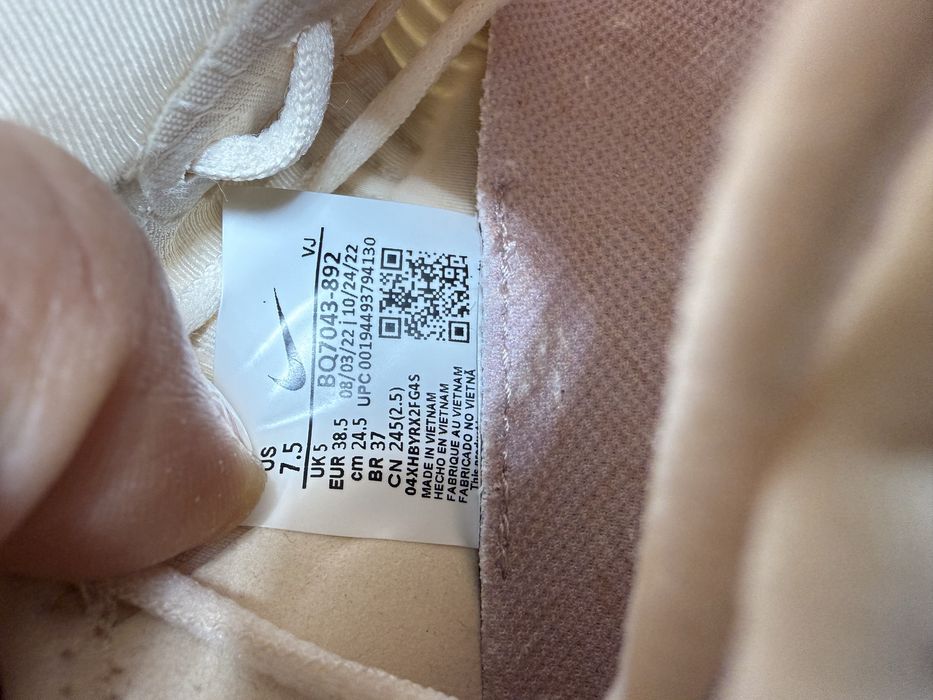 US
7.5
VJ
UK 5
EUR 38.5
cm 24.5
BR 37
CN 245(2.5)
BQ7043-892
08/03/22 | 10/24/22
UPC 00194493794130
04XHBYRX2FG4S
MADE IN VIETNAM
HECHO EN VIETNAM
FABRIQUE AU VIETNAM
FABRICADO NO VIETNÃ
This